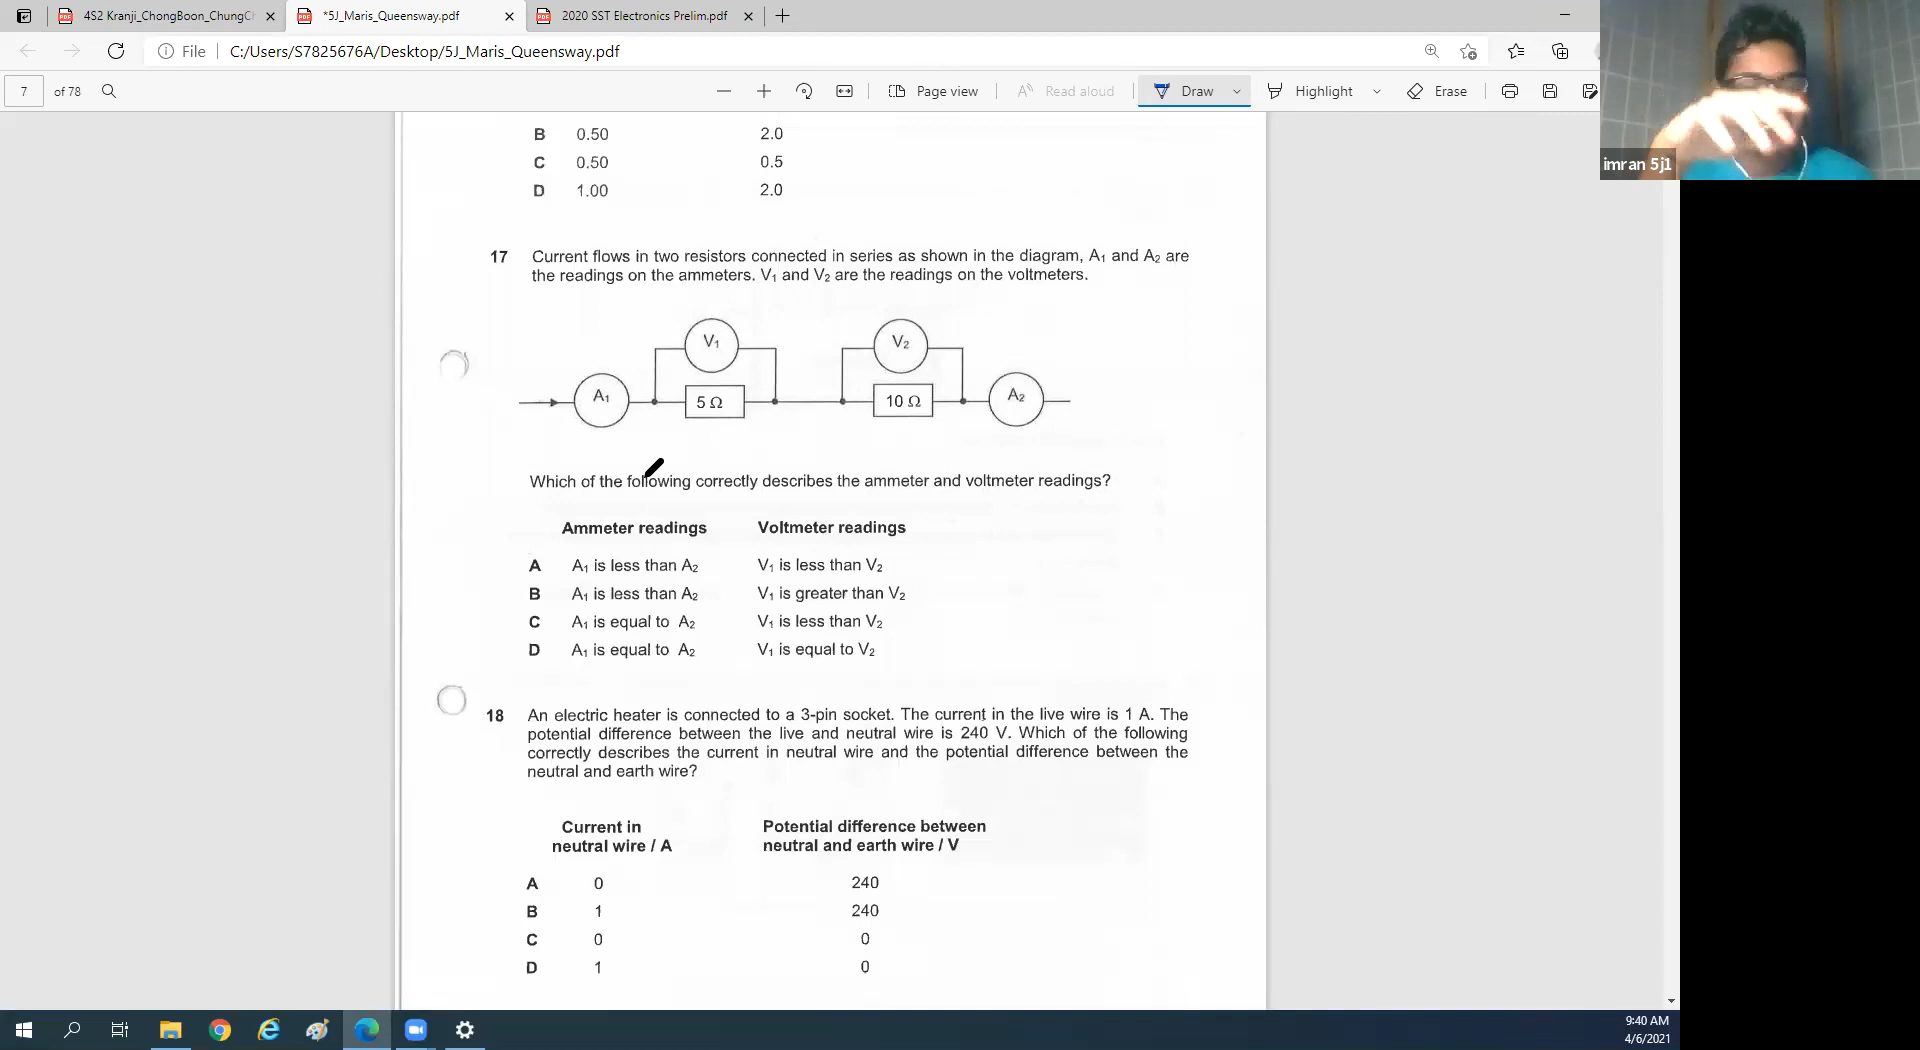 4S2 Kranji_ChongBoon_ChungC
*5J_Maris_Queensway.pdf
2020 SST Electronics Prelim.pdf
File
C:/Users/S7825676A/Desktop/5J_Maris_Queensway.pdf
7 of 78
Page view
Read aloud
Draw
Highlight
Erase
imran 5j1
B 0.50 2.0
C 0.50 0.5
D 1.00 2.0
17 Current flows in two resistors connected in series as shown in the diagram, A₁ and A₂ are
the readings on the ammeters. V₁ and V₂ are the readings on the voltmeters.
V₁ V₂
A₁ 5 Ω 10 Ω A₂
Which of the following correctly describes the ammeter and voltmeter readings?
Ammeter readings Voltmeter readings
A A₁ is less than A₂ V₁ is less than V₂
B A₁ is less than A₂ V₁ is greater than V₂
C A₁ is equal to A₂ V₁ is less than V₂
D A₁ is equal to A₂ V₁ is equal to V₂
18 An electric heater is connected to a 3-pin socket. The current in the live wire is 1 A. The
potential difference between the live and neutral wire is 240 V. Which of the following
correctly describes the current in neutral wire and the potential difference between the
neutral and earth wire?
Current in Potential difference between
neutral wire / A neutral and earth wire / V
A 0 240
B 1 240
C 0 0
D 1 0
9:40 AM
4/6/2021